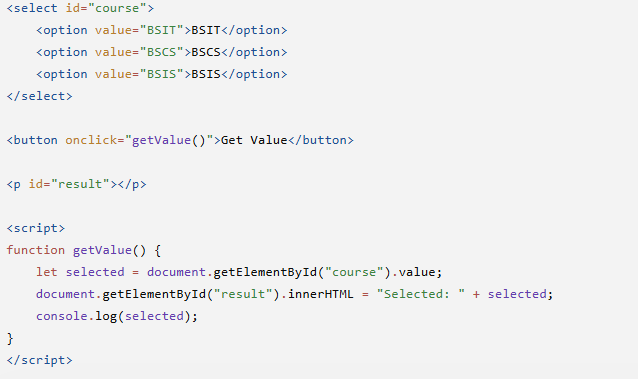 <select id="course">
    <option value="BSIT">BSIT</option>
    <option value="BSCS">BSCS</option>
    <option value="BSIS">BSIS</option>
</select>

<button onclick="getValue()">Get Value</button>

<p id="result"></p>

<script>
function getValue() {
    let selected = document.getElementById("course").value;
    document.getElementById("result").innerHTML = "Selected: " + selected;
    console.log(selected);
}
</script>